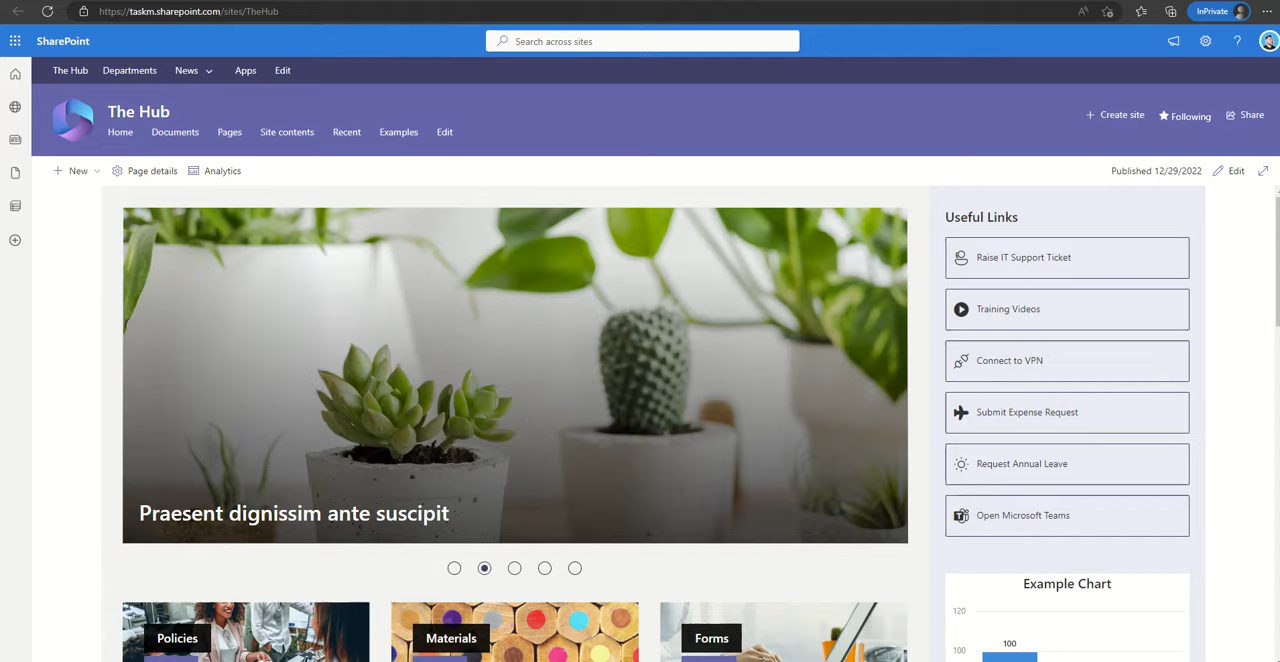 https://taskm.sharepoint.com/sites/TheHub
InPrivate
SharePoint
Search across sites
The Hub Departments News Apps Edit
The Hub
Home Documents Pages Site contents Recent Examples Edit
Create site Following Share
New Page details Analytics
Published 12/29/2022 Edit
Praesent dignissim ante suscipit
Useful Links
Raise IT Support Ticket
Training Videos
Connect to VPN
Submit Expense Request
Request Annual Leave
Open Microsoft Teams
Policies
Materials
Forms
Example Chart
120
100
100